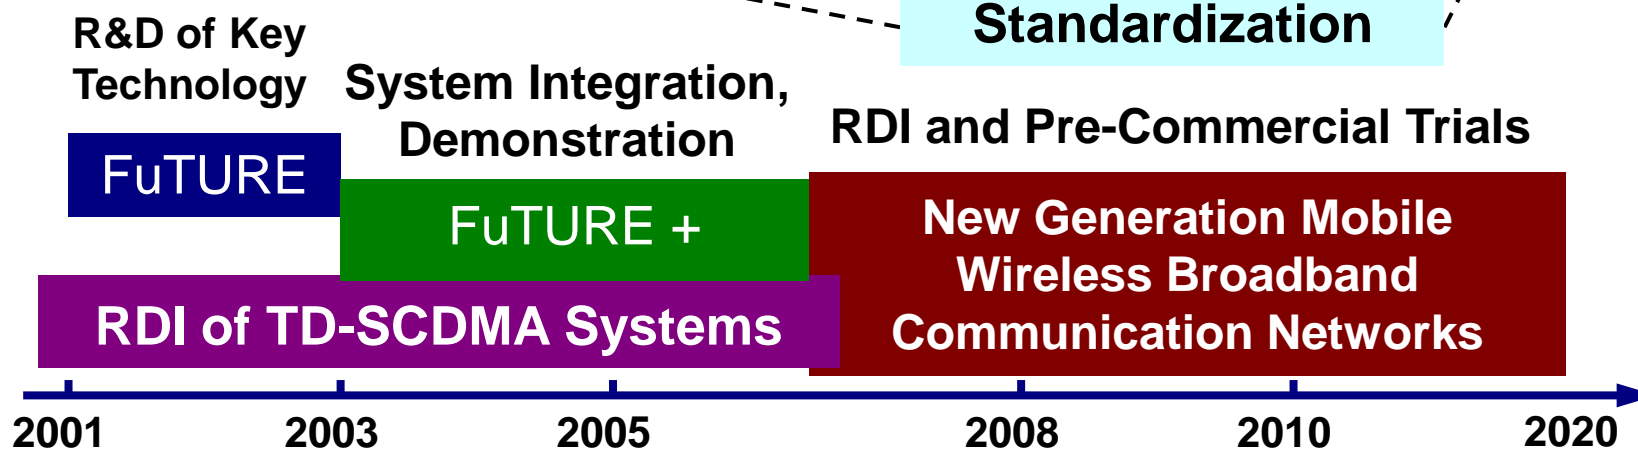 Standardization
R&D of Key
Technology
System Integration,
Demonstration
RDI and Pre-Commercial Trials
FuTURE
FuTURE +
New Generation Mobile
Wireless Broadband
Communication Networks
RDI of TD-SCDMA Systems
2001
2003
2005
2008
2010
2020